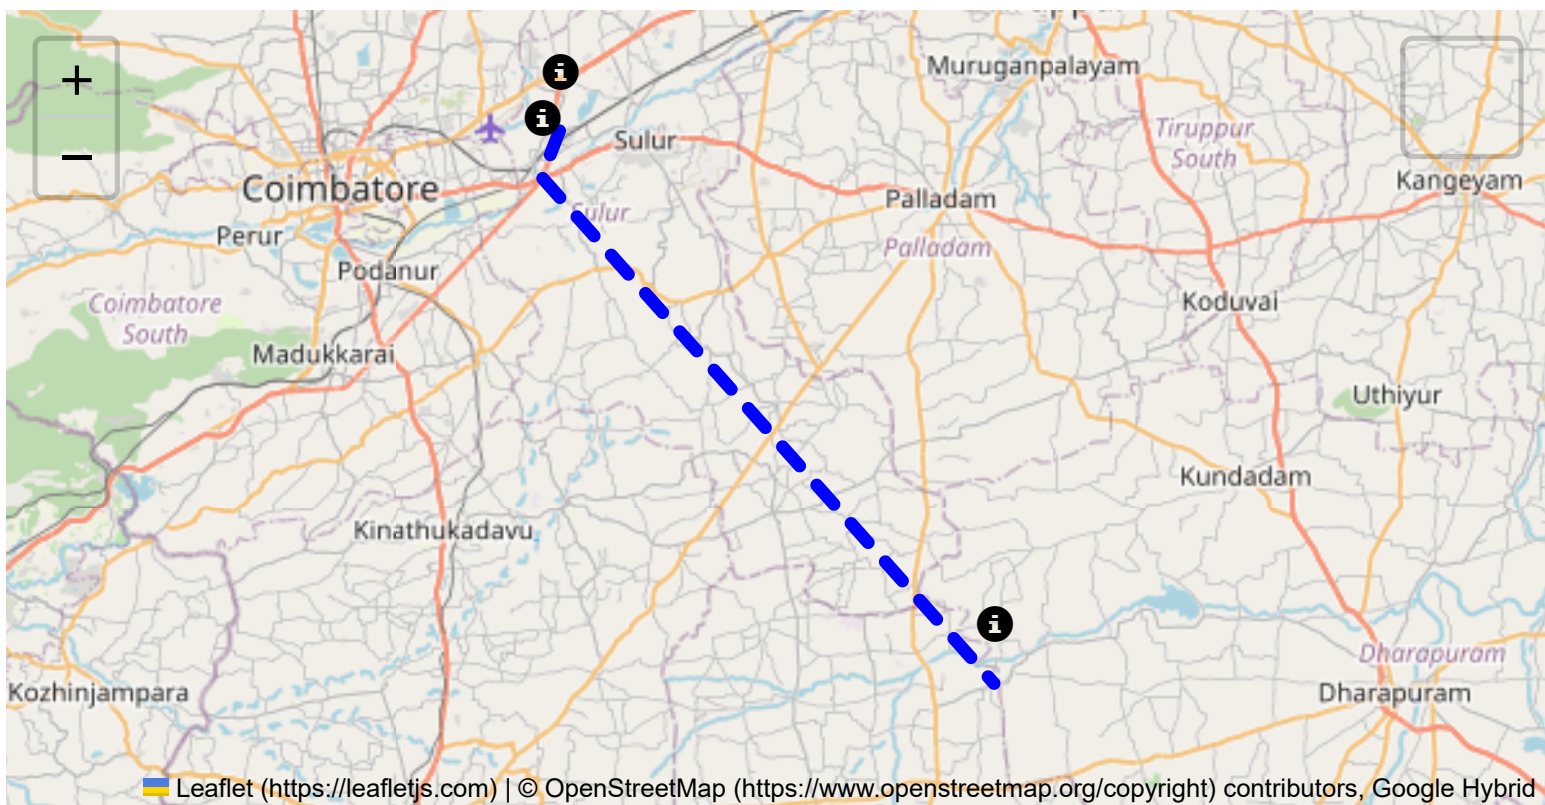 +
−
i
i
Muruganpalayam
Sulur
Tiruppur
South
Coimbatore
Kangeyam
Palladam
Sulur
Perur
Palladam
Podanur
Coimbatore
South
Koduvai
Madukkarai
Uthiyur
Kundadam
Kinathukadavu
i
Dharapuram
Kozhinjampara
Dharapuram
Leaflet (https://leafletjs.com) | © OpenStreetMap (https://www.openstreetmap.org/copyright) contributors, Google Hybrid